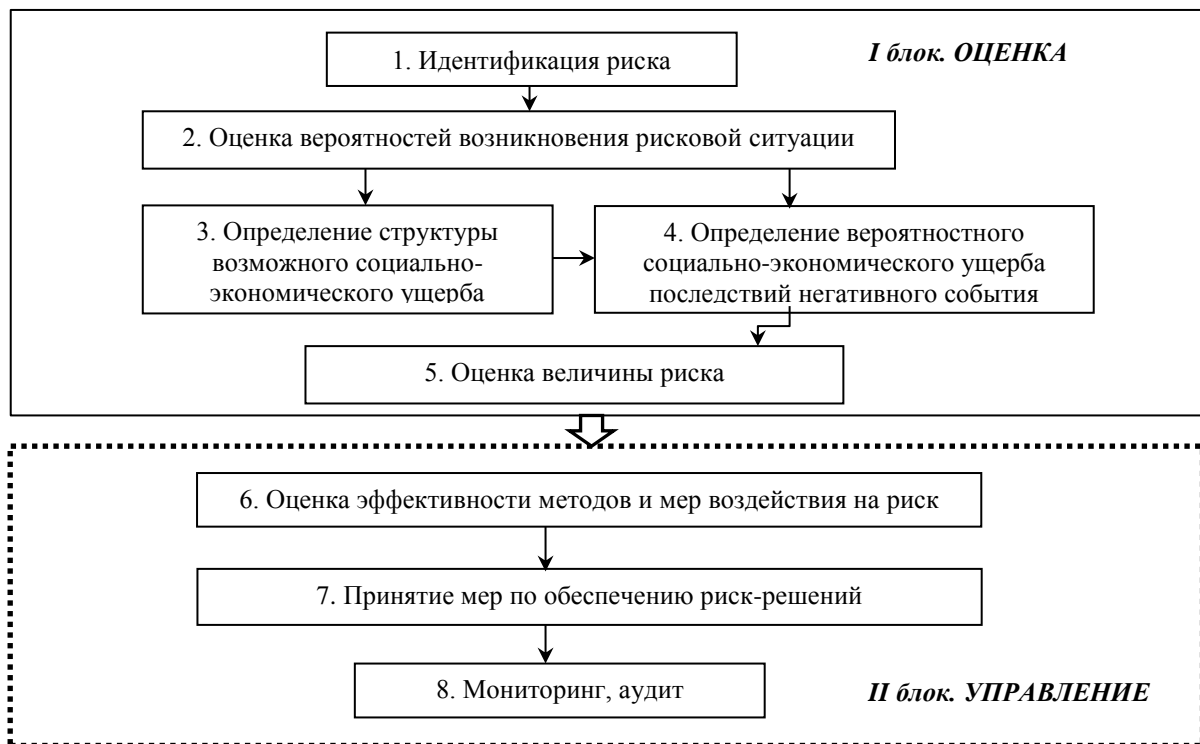 I блок. ОЦЕНКА
1. Идентификация риска
2. Оценка вероятностей возникновения рисковой ситуации
3. Определение структуры
возможного социально-
экономического ущерба
4. Определение вероятностного
социально-экономического ущерба
последствий негативного события
5. Оценка величины риска
6. Оценка эффективности методов и мер воздействия на риск
7. Принятие мер по обеспечению риск-решений
8. Мониторинг, аудит
II блок. УПРАВЛЕНИЕ